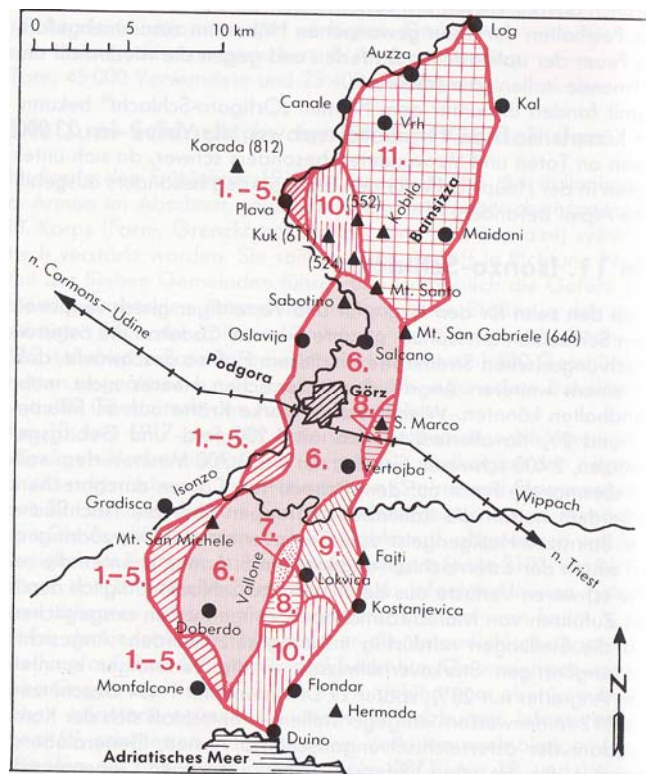 0 5 10
km
Log
Auzza
Canale
Vrh
Kal
Korada (812)
11.
1.–5.
10.
(552)
Kobila
Bainsizza
Plava
Kuk (611)
Maidoni
(524)
Mt. Santo
Sabotino
n. Cormons-Udine
Mt. San Gabriele (646)
Oslavija
Salcano
6.
Podgora
Görz
8.
S. Marco
1.–5.
6.
Vertojba
Isonzo
Gradisca
Wippach
Mt. San Michele
7.
9.
n. Triest
Fajti
1.–5.
6.
Vallone
Lokvica
8.
Kostanjevica
Doberdo
1.–5.
10.
Monfalcone
Flondar
Hermada
N
Duino
Adriatisches Meer